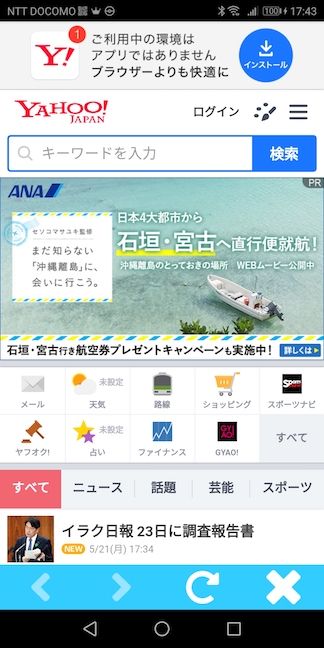 NTT DOCOMO
100
17:43
1
Y!
ご利用中の環境は
アプリではありません
ブラウザーよりも快適に
インストール
YAHOO!
JAPAN
ログイン
キーワードを入力
検索
PR
ANA
セソコマサユキ監修
まだ知らない
「沖縄離島」に、
会いに行こう。
日本4大都市から
石垣・宮古へ直行便就航!
沖縄離島のとっておきの場所 WEBムービー公開中
石垣・宮古行き航空券プレゼントキャンペーンも実施中!
詳しくは
メール
未設定
天気
路線
ショッピング
Sports
スポーツナビ
ヤフオク!
未設定
占い
ファイナンス
GYAO!
GYAO!
すべて
すべて
ニュース
話題
芸能
スポーツ
イラク日報 23日に調査報告書
NEW 5/21(月) 17:34